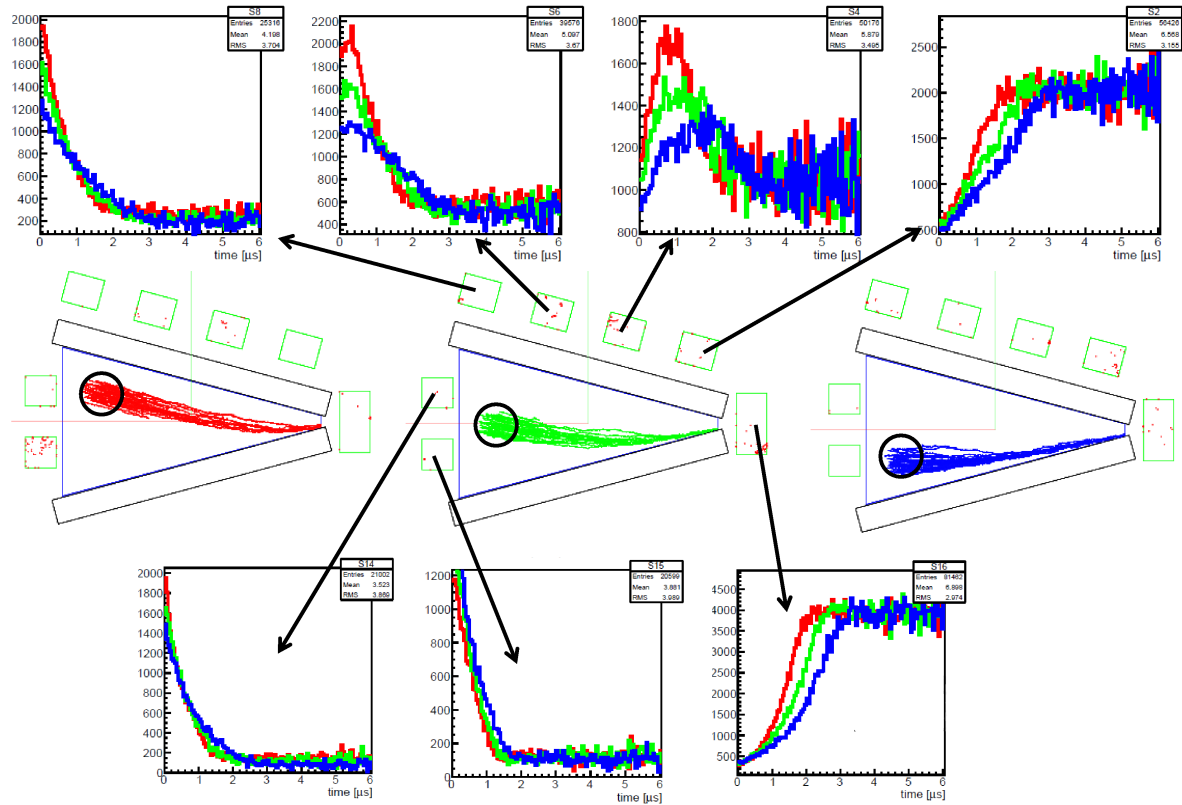 S8
Entries 25316
Mean 4.198
RMS 3.704
2000
1800
1600
1400
1200
1000
800
600
400
200
0 1 2 3 4 5 6
time [µs]
S6
Entries 39576
Mean 5.097
RMS 3.67
2200
2000
1800
1600
1400
1200
1000
800
600
400
0 1 2 3 4 5 6
time [µs]
S4
Entries 50176
Mean 5.879
RMS 3.495
1800
1600
1400
1200
1000
800
0 1 2 3 4 5 6
time [µs]
S2
Entries 56426
Mean 6.568
RMS 3.155
2500
2000
1500
1000
500
0 1 2 3 4 5 6
time [µs]
S14
Entries 21002
Mean 3.523
RMS 3.869
2000
1800
1600
1400
1200
1000
800
600
400
200
0
0 1 2 3 4 5 6
time [µs]
S15
Entries 20599
Mean 3.881
RMS 3.989
1200
1000
800
600
400
200
0
0 1 2 3 4 5 6
time [µs]
S16
Entries 81462
Mean 6.898
RMS 2.974
4500
4000
3500
3000
2500
2000
1500
1000
500
0 1 2 3 4 5 6
time [µs]